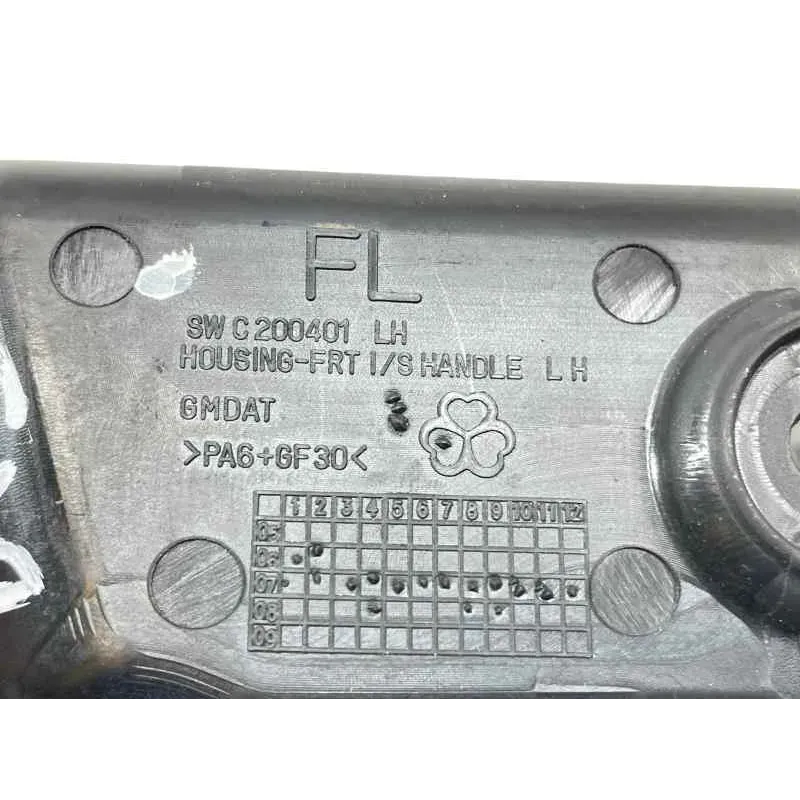 FL
SW C200401 LH
HOUSING-FRT I/S HANDLE LH
GMDAT
>PA6+GF30<
1 2 3 4 5 6 7 8 9 10 11 12
05
06
07
08
09